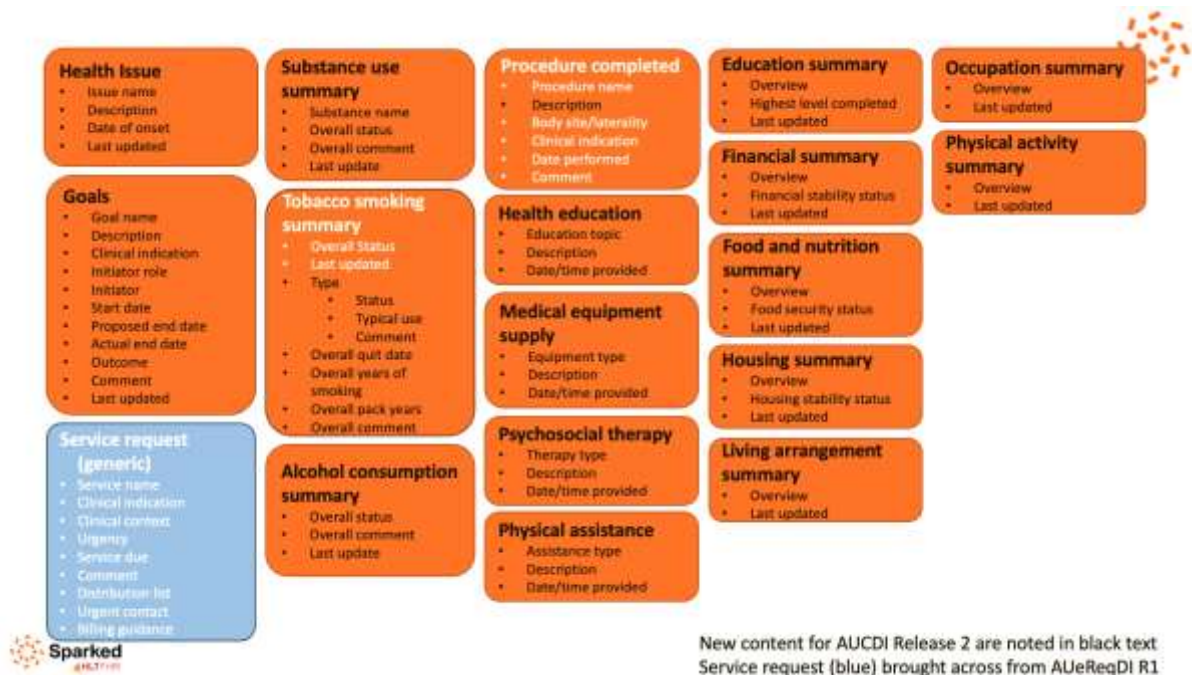 Health Issue
• Issue name
• Description
• Date of onset
• Last updated
Goals
• Goal name
• Description
• Clinical indication
• Initiator role
• Initiator
• Start date
• Proposed end date
• Actual end date
• Outcome
• Comment
• Last updated
Service request
(generic)
• Service name
• Clinical indication
• Clinical context
• Urgency
• Service due
• Comment
• Distribution list
• Urgent contact
• Billing guidance
Substance use
summary
• Substance name
• Overall status
• Overall comment
• Last update
Tobacco smoking
summary
• Overall Status
• Last updated
• Type
• Status
• Typical use
• Comment
• Overall quit date
• Overall years of
smoking
• Overall pack years
• Overall comment
Alcohol consumption
summary
• Overall status
• Overall comment
• Last update
Procedure completed
• Procedure name
• Description
• Body site/laterality
• Clinical indication
• Date performed
• Comment
Health education
• Education topic
• Description
• Date/time provided
Medical equipment
supply
• Equipment type
• Description
• Date/time provided
Psychosocial therapy
• Therapy type
• Description
• Date/time provided
Physical assistance
• Assistance type
• Description
• Date/time provided
Education summary
• Overview
• Highest level completed
• Last updated
Financial summary
• Overview
• Financial stability status
• Last updated
Food and nutrition
summary
• Overview
• Food security status
• Last updated
Housing summary
• Overview
• Housing stability status
• Last updated
Living arrangement
summary
• Overview
• Last updated
Occupation summary
• Overview
• Last updated
Physical activity
summary
• Overview
• Last updated
Sparked
New content for AUCDI Release 2 are noted in black text
Service request (blue) brought across from AUeReqDI R1